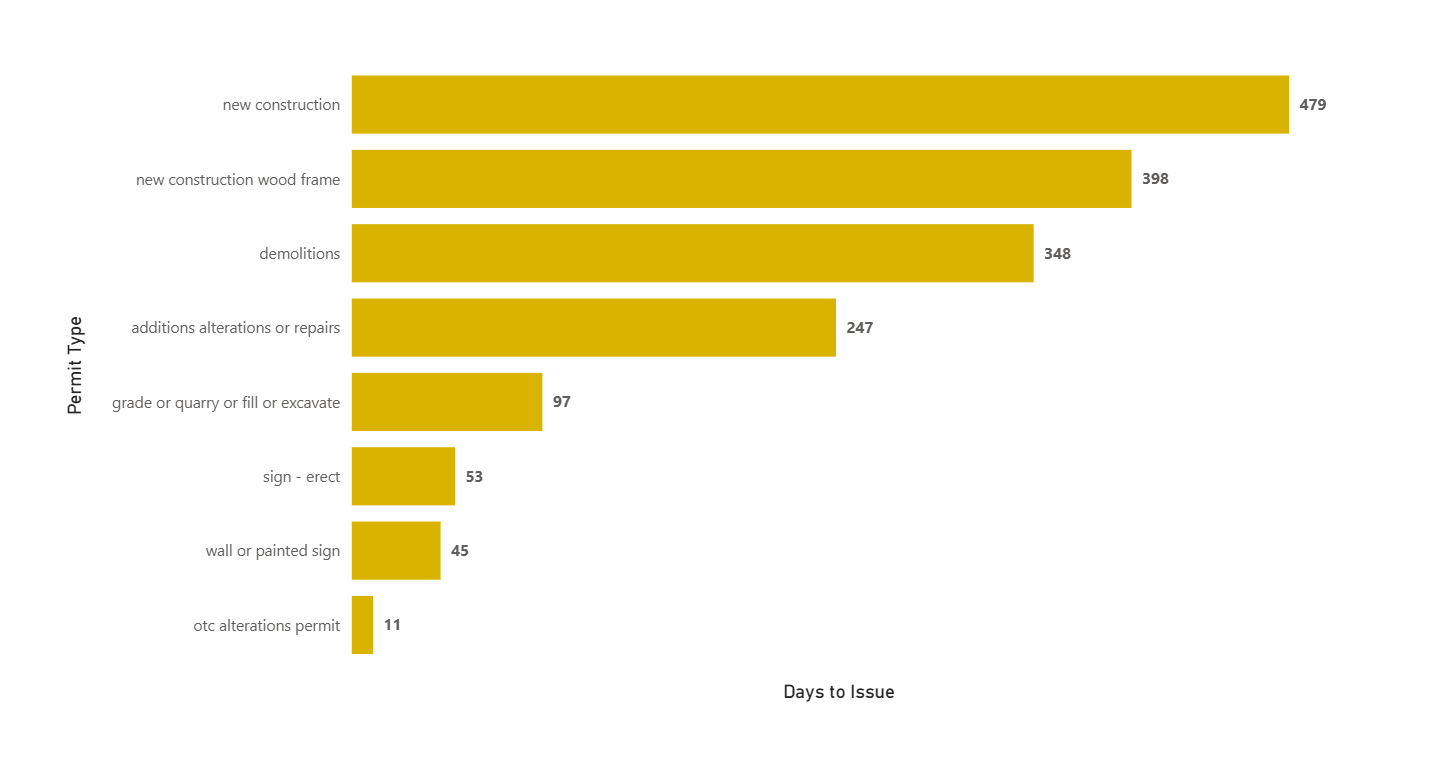 new construction 479
new construction wood frame 398
demolitions 348
additions alterations or repairs 247
grade or quarry or fill or excavate 97
sign - erect 53
wall or painted sign 45
otc alterations permit 11
Permit Type
Days to Issue